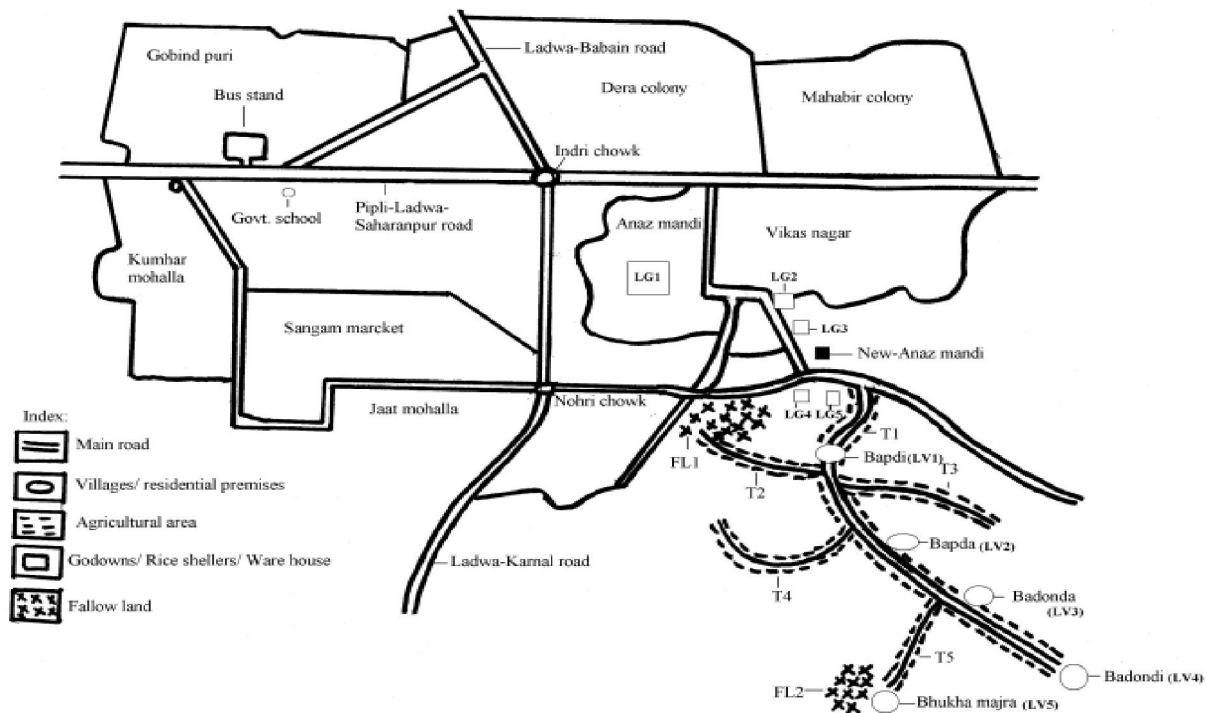 Ladwa-Babain road
Gobind puri
Dera colony
Mahabir colony
Bus stand
Indri chowk
Govt. school
Pipli-Ladwa-
Saharanpur road
Anaz mandi
Vikas nagar
Kumhar
mohalla
LG1
LG2
Sangam marcket
LG3
New-Anaz mandi
Jaat mohalla
Nohri chowk
LG4
LG5
T1
Index:
Main road
Villages/ residential premises
Agricultural area
Godowns/ Rice shellers/ Ware house
Fallow land
FL1
T2
Bapdi (LV1)
T3
Ladwa-Karnal road
T4
Bapda (LV2)
Badonda
(LV3)
T5
FL2
Badondi (LV4)
Bhukha majra (LV5)